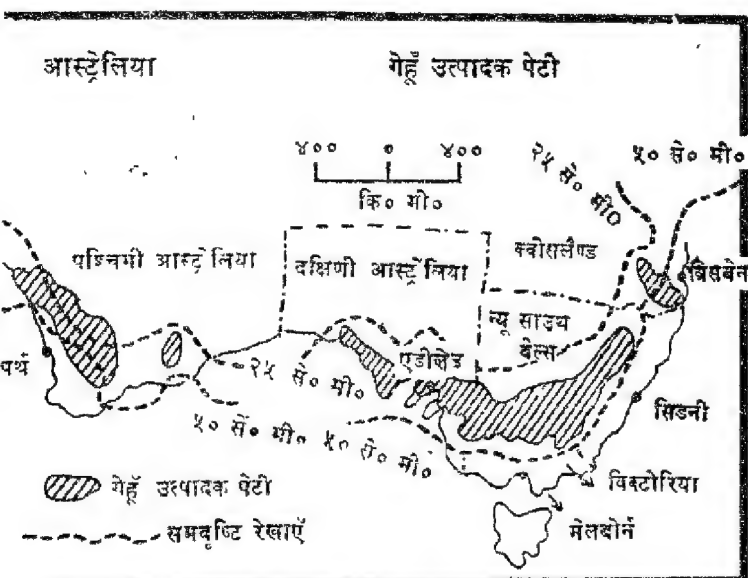 आस्ट्रेलिया
गेहूँ उत्पादक पेटी
४०० ० ४००
कि० मी०
२५ से० मी०
५० से० मी०
पश्चिमी आस्ट्रेलिया
दक्षिणी आस्ट्रेलिया
क्वीसलैण्ड
ब्रिसबेन
न्यू साउथ
वेल्स
पर्थ
एडीलेड
२५ से० मी०
५० सें० मी०
५० से० मी०
सिडनी
विक्टोरिया
मेलबोर्न
गेहूँ उत्पादक पेटी
समवृष्टि रेखाएँ